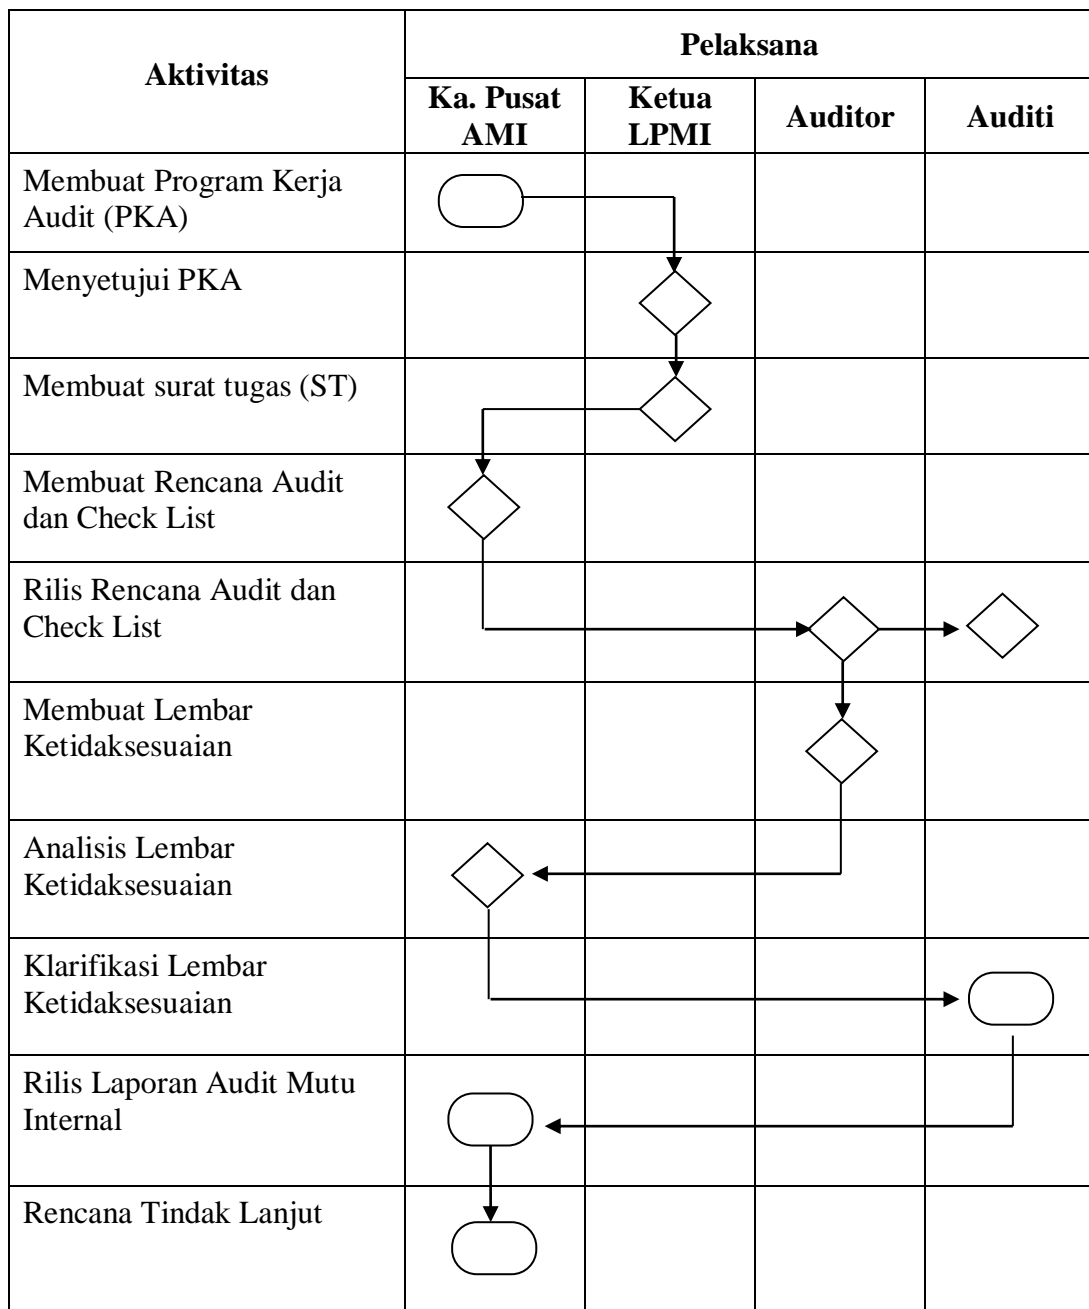 Aktivitas
Pelaksana
Ka. Pusat
AMI
Ketua
LPMI
Auditor
Auditi
Membuat Program Kerja
Audit (PKA)
Menyetujui PKA
Membuat surat tugas (ST)
Membuat Rencana Audit
dan Check List
Rilis Rencana Audit dan
Check List
Membuat Lembar
Ketidaksesuaian
Analisis Lembar
Ketidaksesuaian
Klarifikasi Lembar
Ketidaksesuaian
Rilis Laporan Audit Mutu
Internal
Rencana Tindak Lanjut